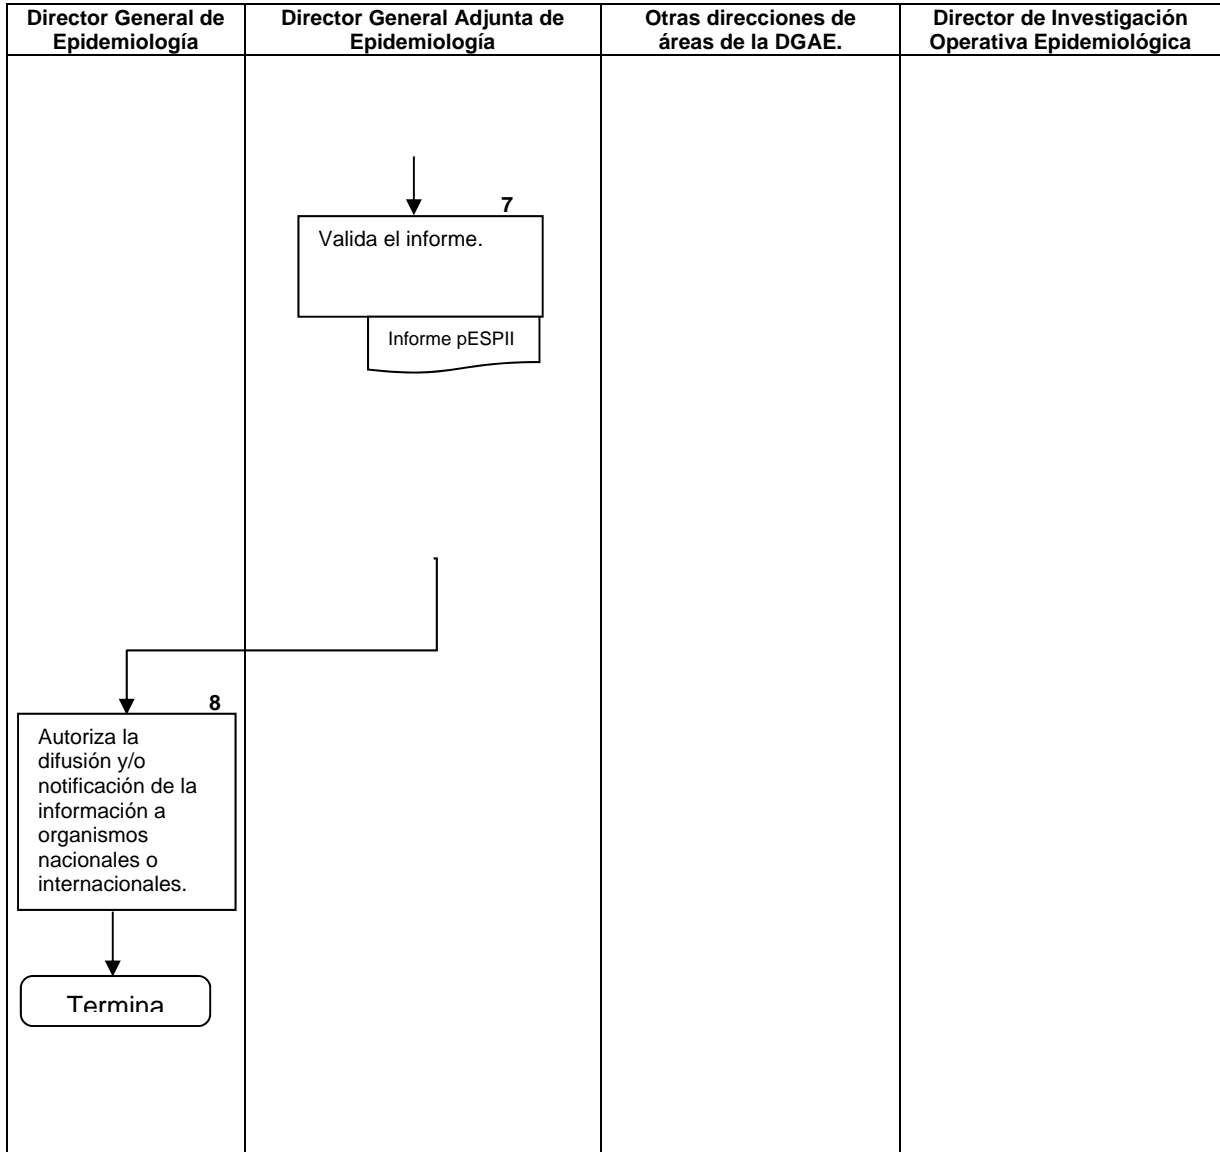 Director General de
Epidemiología
Director General Adjunta de
Epidemiología
Otras direcciones de
áreas de la DGAE.
Director de Investigación
Operativa Epidemiológica
7
Valida el informe.
Informe pESPII
8
Autoriza la
difusión y/o
notificación de la
información a
organismos
nacionales o
internacionales.
Termina